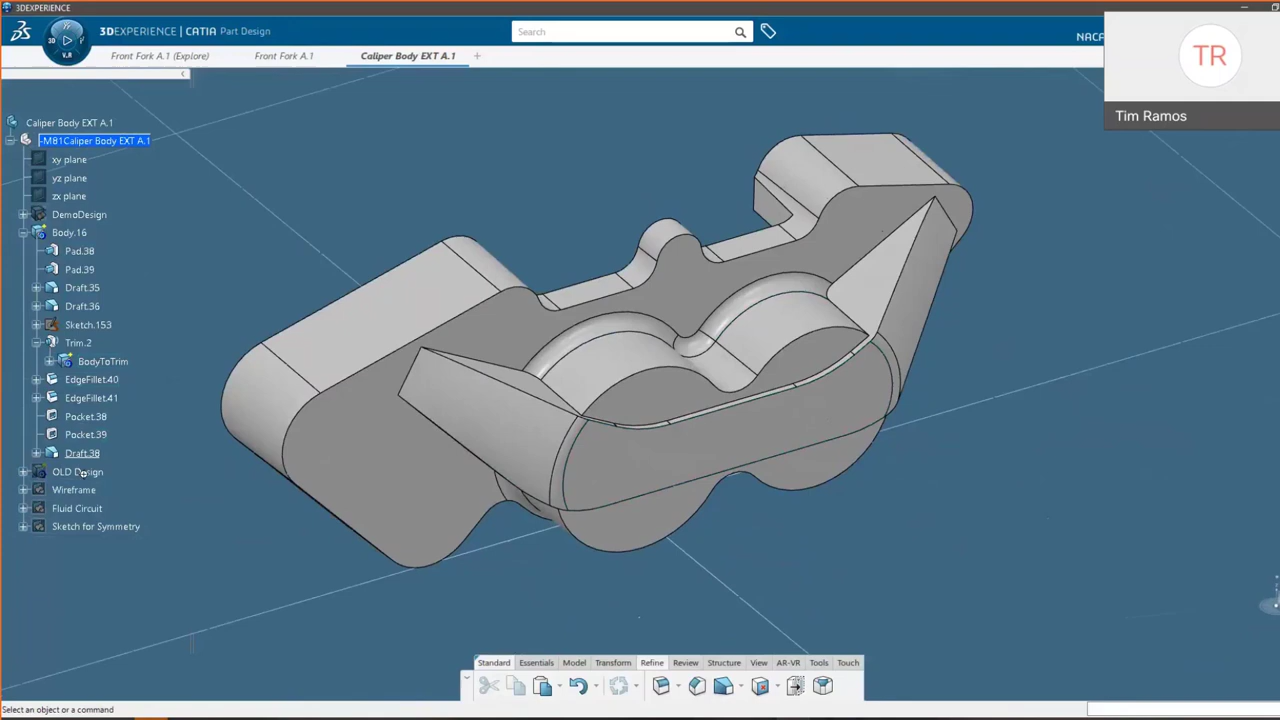 3DEXPERIENCE
3DEXPERIENCE | CATIA Part Design
3D
V.R
Search
NACA
TR
Tim Ramos
Front Fork A.1 (Explore)
Front Fork A.1
Caliper Body EXT A.1
Caliper Body EXT A.1
-M81Caliper Body EXT A.1
xy plane
yz plane
zx plane
DemoDesign
Body.16
Pad.38
Pad.39
Draft.35
Draft.36
Sketch.153
Trim.2
BodyToTrim
EdgeFillet.40
EdgeFillet.41
Pocket.38
Pocket.39
Draft.38
OLD Design
Wireframe
Fluid Circuit
Sketch for Symmetry
Standard Essentials Model Transform Refine Review Structure View AR-VR Tools Touch
Select an object or a command